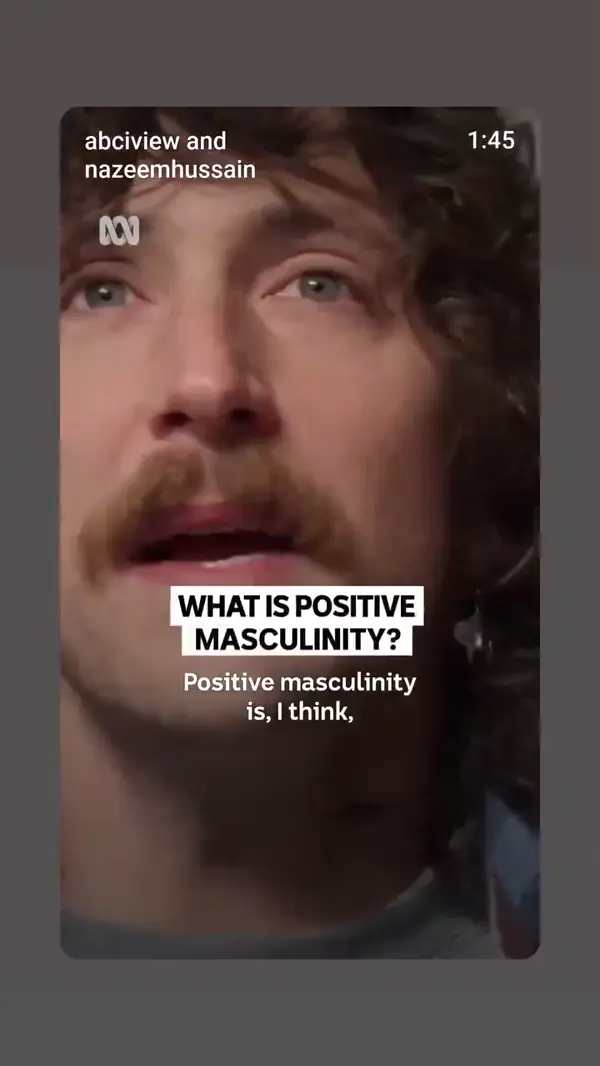 abciview and
nazeemhussain
1:45
WHAT IS POSITIVE
MASCULINITY?
Positive masculinity
is, I think,